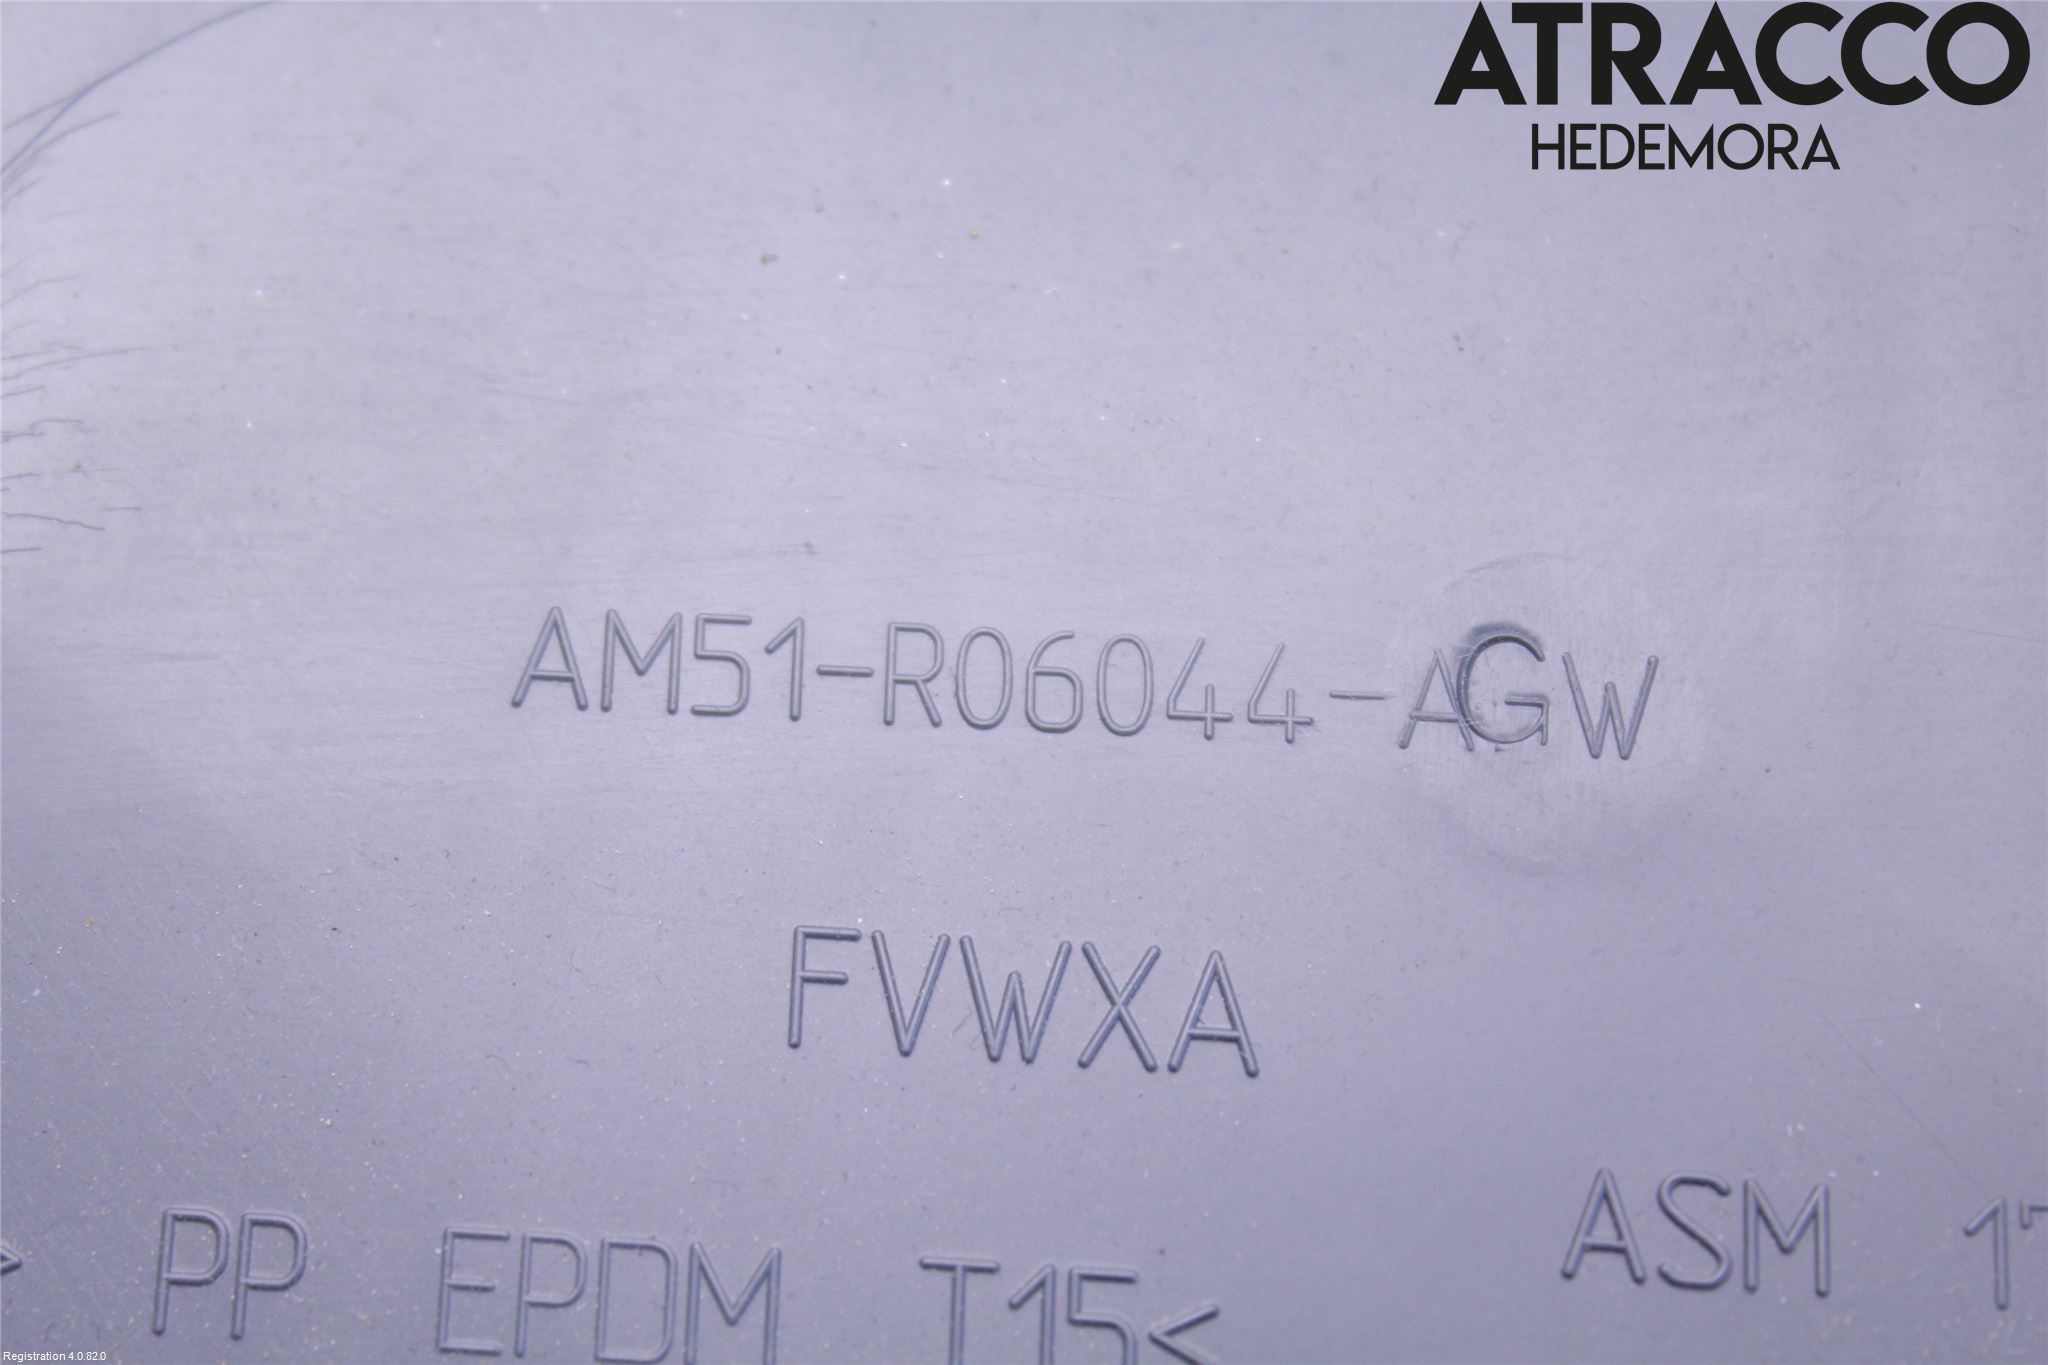 ATRACCO
HEDEMORA
AM51-R06044-AGW
FVWXA
> PP EPDM T15<
ASM
Registration 4.0.82.0